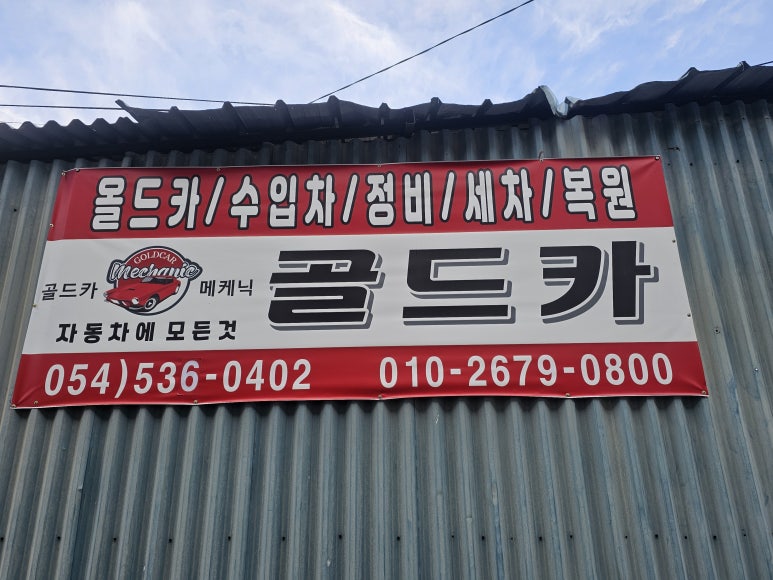 올드카/수입차/정비/세차/복원
GOLDCAR
Mechanic
골드카 메케닉
자동차에 모든것
골드카
054)536-0402 010-2679-0800